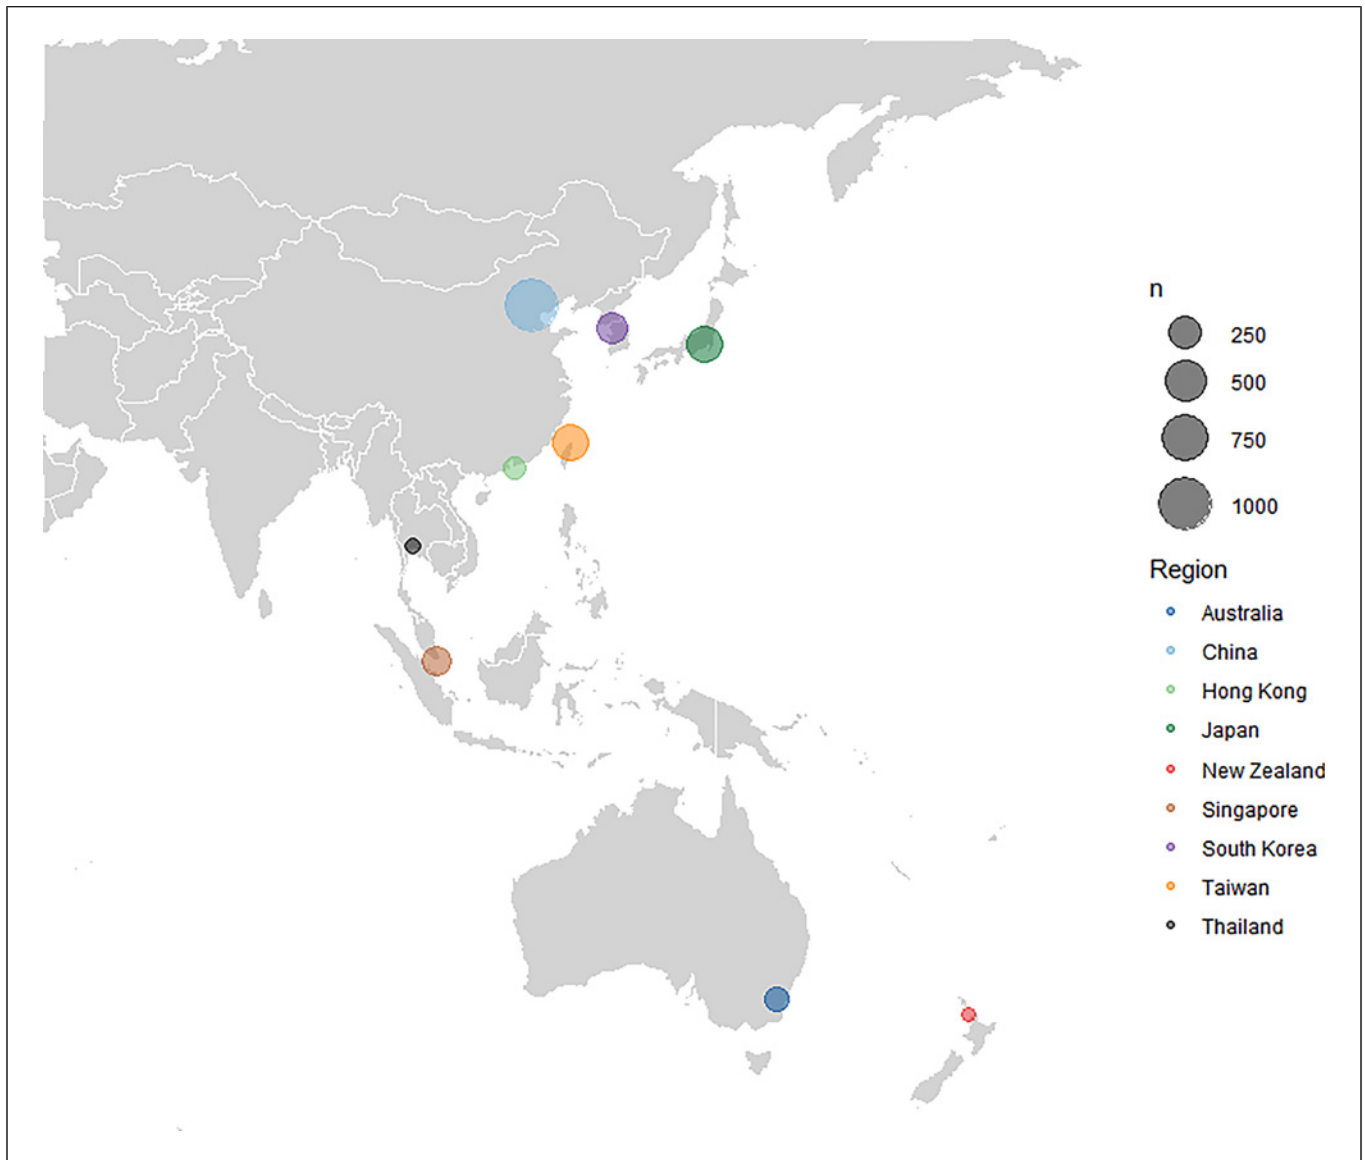 n
250
500
750
1000
Region
Australia
China
Hong Kong
Japan
New Zealand
Singapore
South Korea
Taiwan
Thailand